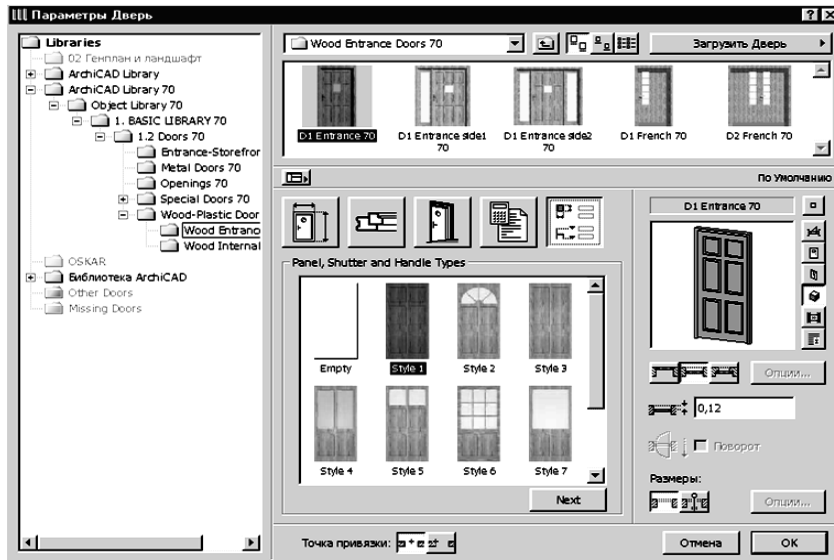 Параметры Дверь
Libraries
02 Генплан и ландшафт
ArchiCAD Library
ArchiCAD Library 70
Object Library 70
1. BASIC LIBRARY 70
1.2 Doors 70
Entrance-Storefror
Metal Doors 70
Openings 70
Special Doors 70
Wood-Plastic Door
Wood Entranc
Wood Internal
OSKAR
Библиотека ArchiCAD
Other Doors
Missing Doors
Wood Entrance Doors 70
Загрузить Дверь
D1 Entrance 70
D1 Entrance side1 70
D1 Entrance side2 70
D1 French 70
D2 French 70
По Умолчанию
Panel, Shutter and Handle Types
Empty
Style 1
Style 2
Style 3
Style 4
Style 5
Style 6
Style 7
Next
D1 Entrance 70
Опции...
0,12
Поворот
Размеры:
Опции...
Точка привязки:
Отмена
OK